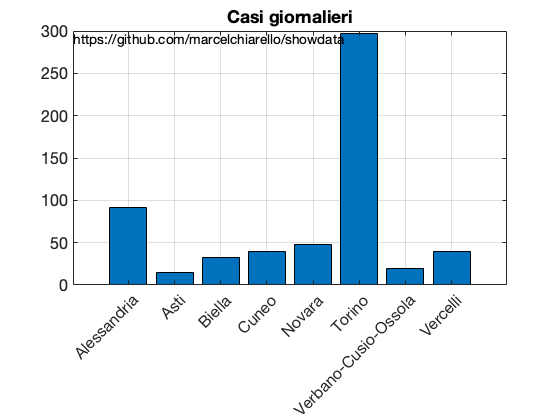 Casi giornalieri
https://github.com/marcelchiarello/showdata
300
250
200
150
100
50
0
Alessandria
Asti
Biella
Cuneo
Novara
Torino
Verbano-Cusio-Ossola
Vercelli